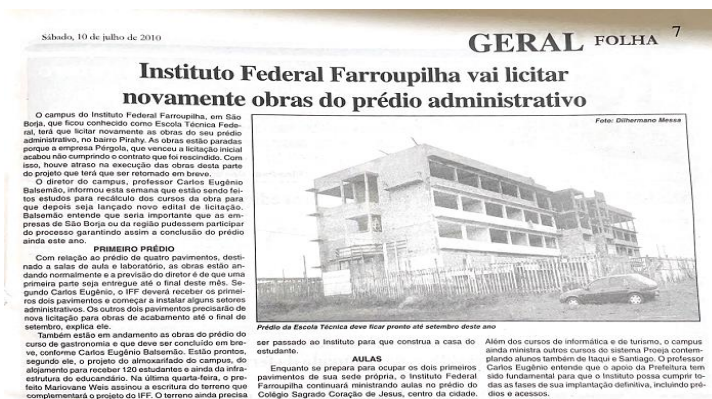 Sábado, 10 de julho de 2010
GERAL FOLHA 7
Instituto Federal Farroupilha vai licitar
novamente obras do prédio administrativo
O campus do Instituto Federal Farroupilha, em São
Borja, que ficou conhecido como Escola Técnica Fede-
ral, terá que licitar novamente as obras do seu prédio
administrativo, no bairro Pirahy. As obras estão paradas
porque a empresa Pérgola, que venceu a licitação inicial
acabou não cumprindo o contrato que foi rescindido. Com
isso, houve atraso na execução das obras desta parte
do projeto que terá que ser retomado em breve.
O diretor do campus, professor Carlos Eugênio
Balsemão, informou esta semana que estão sendo fei-
tos estudos para recálculo dos cursos da obra para
que depois seja lançado novo edital de licitação.
Balsemão entende que seria importante que as em-
presas de São Borja ou da região pudessem participar
do processo garantindo assim a conclusão do prédio
ainda este ano.
PRIMEIRO PRÉDIO
Com relação ao prédio de quatro pavimentos, desti-
nado a salas de aula e laboratório, as obras estão an-
dando normalmente e a previsão do diretor é de que uma
primeira parte seja entregue até o final deste mês. Se-
gundo Carlos Eugênio, o IFF deverá receber os primei-
ros dois pavimentos e começar a instalar alguns setores
administrativos. Os outros dois pavimentos precisarão de
nova licitação para obras de acabamento até o final de
setembro, explica ele.
Também estão em andamento as obras do prédio do
curso de gastronomia e que deve ser concluído em bre-
ve, conforme Carlos Eugênio Balsemão. Estão prontos,
segundo ele, o projeto do almoxarifado do campus, do
alojamento para receber 120 estudantes e ainda da infra-
estrutura do educandário. Na última quarta-feira, o pre-
feito Mariovane Weis assinou a escritura do terreno que
complementará o projeto do IFF. O terreno ainda precisa
Foto: Dilhermano Messa
Prédio da Escola Técnica deve ficar pronto até setembro deste ano
ser passado ao Instituto para que construa a casa do
estudante.
AULAS
Enquanto se prepara para ocupar os dois primeiros
pavimentos de sua sede própria, o Instituto Federal
Farroupilha continuará ministrando aulas no prédio do
Colégio Sagrado Coração de Jesus, centro da cidade.
Além dos cursos de informática e de turismo, o campus
ainda ministra outros cursos do sistema Proeja contem-
plando alunos também de Itaqui e Santiago. O professor
Carlos Eugênio entende que o apoio da Prefeitura tem
sido fundamental para que o Instituto possa cumprir to-
das as fases de sua implantação definitiva, incluindo pré-
dios e acessos.